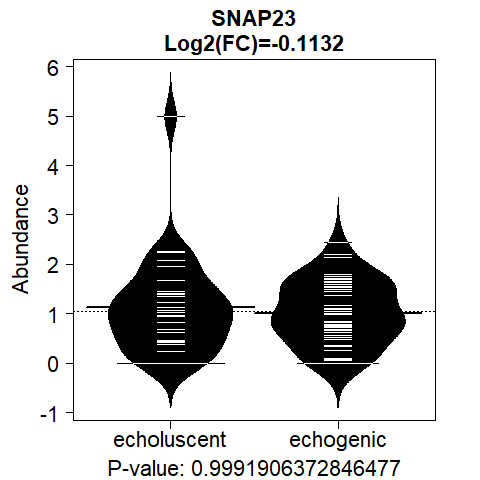 SNAP23
Log2(FC)=-0.1132
Abundance
6
5
4
3
2
1
0
-1
echoluscent echogenic
P-value: 0.9991906372846477